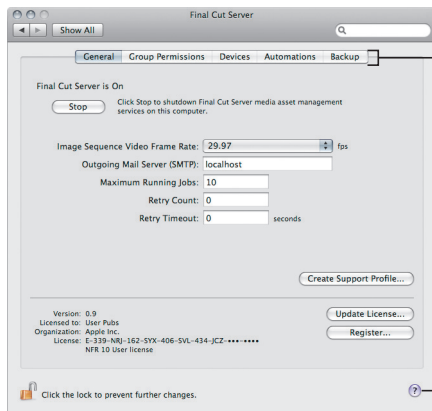 Final Cut Server
Show All
General Group Permissions Devices Automations Backup
Final Cut Server is On
Stop
Click Stop to shutdown Final Cut Server media asset management
services on this computer.
Image Sequence Video Frame Rate: 29.97 fps
Outgoing Mail Server (SMTP): localhost
Maximum Running Jobs: 10
Retry Count: 0
Retry Timeout: 0 seconds
Create Support Profile...
Version: 0.9
Licensed to: User Pubs
Organization: Apple Inc.
License: E-339-NRJ-162-SYX-406-SVL-434-JCZ-•••-••••
NFR 10 User license
Update License...
Register...
Click the lock to prevent further changes.
?